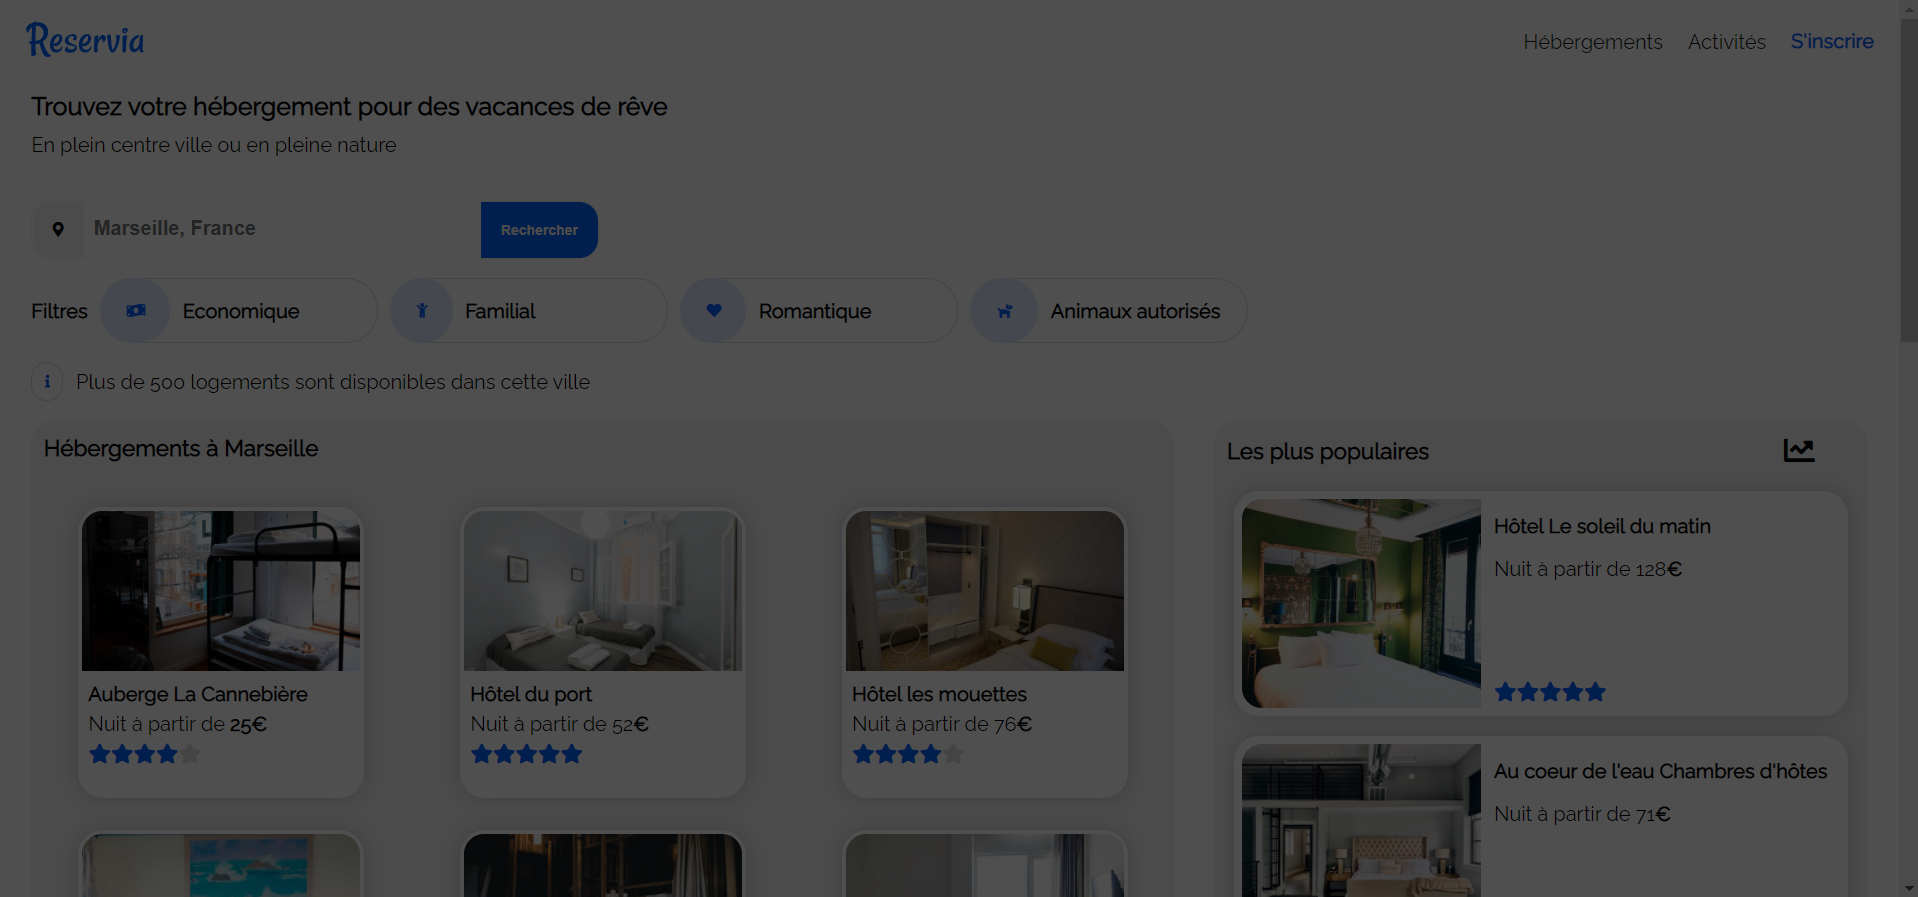 Reservia
Hébergements Activités S'inscrire
Trouvez votre hébergement pour des vacances de rêve
En plein centre ville ou en pleine nature
Marseille, France Rechercher
Filtres Economique Familial Romantique Animaux autorisés
Plus de 500 logements sont disponibles dans cette ville
Hébergements à Marseille
Auberge La Cannebière
Nuit à partir de 25€
Hôtel du port
Nuit à partir de 52€
Hôtel les mouettes
Nuit à partir de 76€
Les plus populaires
Hôtel Le soleil du matin
Nuit à partir de 128€
Au coeur de l'eau Chambres d'hôtes
Nuit à partir de 71€